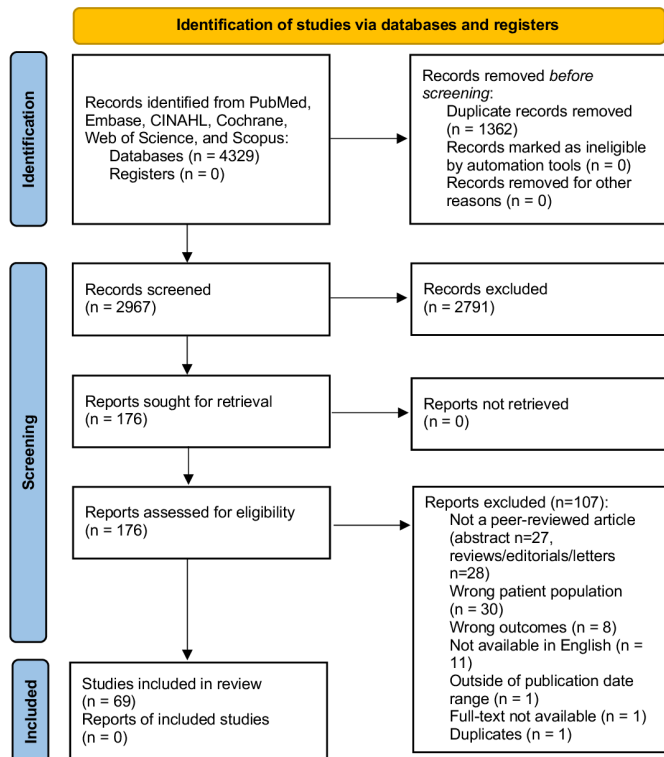 Identification of studies via databases and registers
Identification
Records identified from PubMed,
Embase, CINAHL, Cochrane,
Web of Science, and Scopus:
Databases (n = 4329)
Registers (n = 0)
Records removed before
screening:
Duplicate records removed
(n = 1362)
Records marked as ineligible
by automation tools (n = 0)
Records removed for other
reasons (n = 0)
Screening
Records screened
(n = 2967)
Records excluded
(n = 2791)
Reports sought for retrieval
(n = 176)
Reports not retrieved
(n = 0)
Reports assessed for eligibility
(n = 176)
Reports excluded (n=107):
Not a peer-reviewed article
(abstract n=27,
reviews/editorials/letters
n=28)
Wrong patient population
(n = 30)
Wrong outcomes (n = 8)
Not available in English (n =
11)
Outside of publication date
range (n = 1)
Full-text not available (n = 1)
Duplicates (n = 1)
Included
Studies included in review
(n = 69)
Reports of included studies
(n = 0)